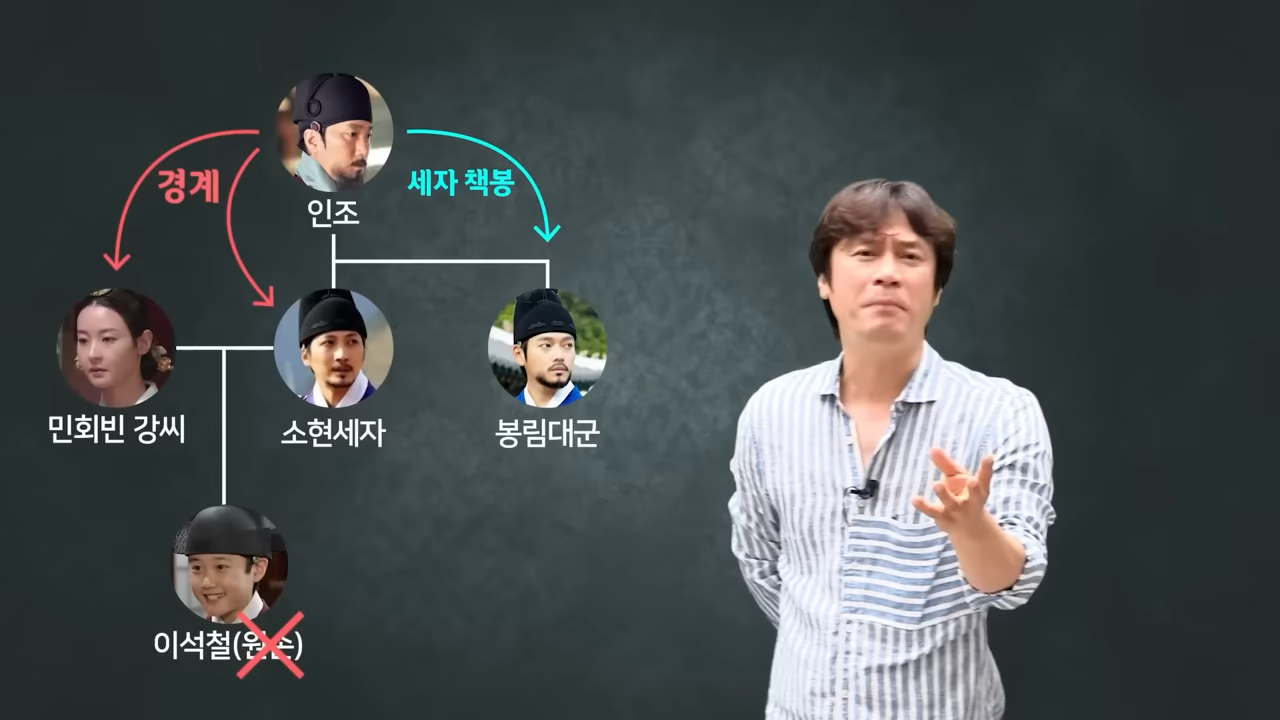 경계
세자 책봉
인조
민회빈 강씨
소현세자
봉림대군
이석철(원손)